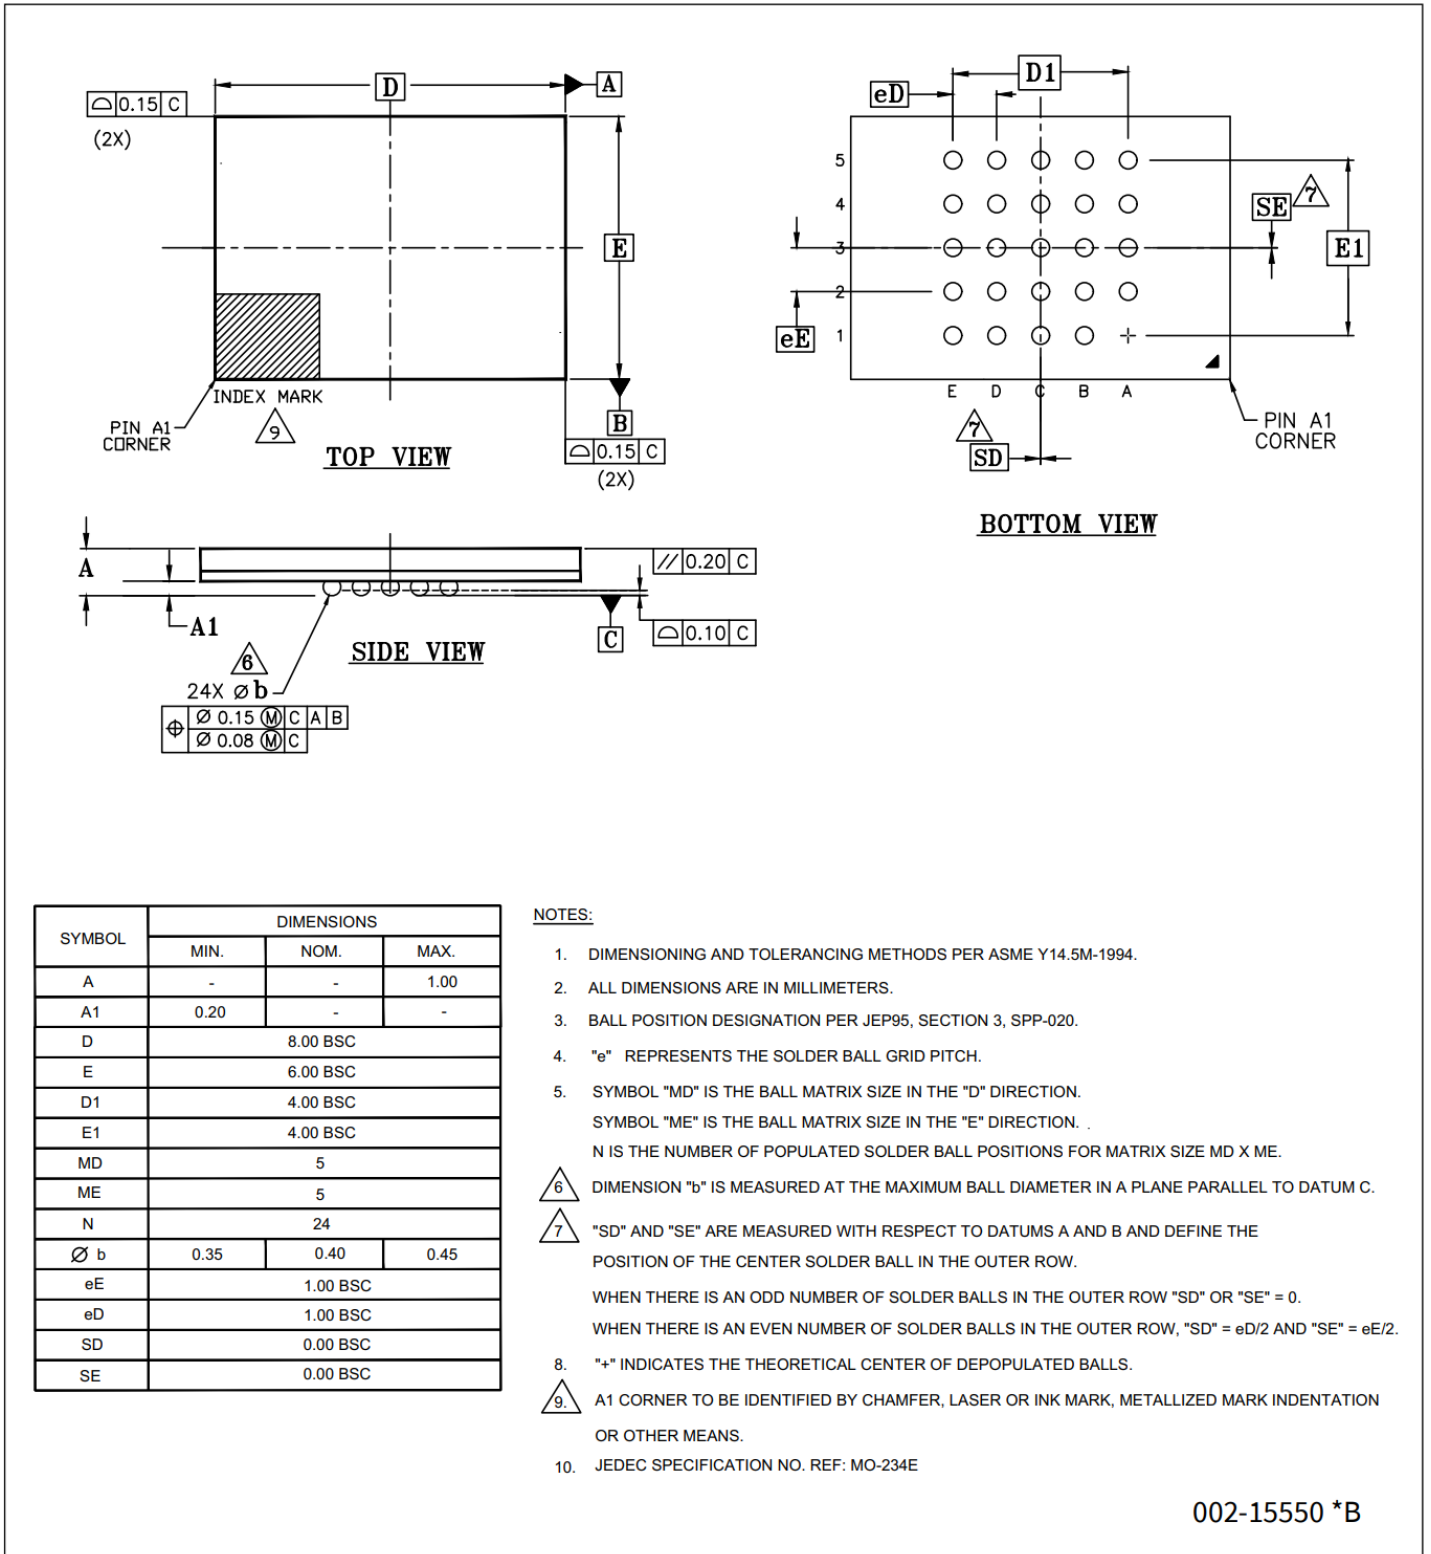 D
A
0.15 C
(2X)
E
INDEX MARK
9
PIN A1
CORNER
B
0.15 C
(2X)
TOP VIEW
D1
eD
5
4
SE
7
3
E1
2
eE
1
E D C B A
7
SD
PIN A1
CORNER
BOTTOM VIEW
A
// 0.20 C
A1
C
0.10 C
SIDE VIEW
6
24X Ø b
⌖ Ø 0.15 Ⓜ C A B
Ø 0.08 Ⓜ C
SYMBOL DIMENSIONS
MIN. NOM. MAX.
A - - 1.00
A1 0.20 - -
D 8.00 BSC
E 6.00 BSC
D1 4.00 BSC
E1 4.00 BSC
MD 5
ME 5
N 24
Ø b 0.35 0.40 0.45
eE 1.00 BSC
eD 1.00 BSC
SD 0.00 BSC
SE 0.00 BSC
NOTES:
1. DIMENSIONING AND TOLERANCING METHODS PER ASME Y14.5M-1994.
2. ALL DIMENSIONS ARE IN MILLIMETERS.
3. BALL POSITION DESIGNATION PER JEP95, SECTION 3, SPP-020.
4. "e" REPRESENTS THE SOLDER BALL GRID PITCH.
5. SYMBOL "MD" IS THE BALL MATRIX SIZE IN THE "D" DIRECTION.
SYMBOL "ME" IS THE BALL MATRIX SIZE IN THE "E" DIRECTION.
N IS THE NUMBER OF POPULATED SOLDER BALL POSITIONS FOR MATRIX SIZE MD X ME.
6 DIMENSION "b" IS MEASURED AT THE MAXIMUM BALL DIAMETER IN A PLANE PARALLEL TO DATUM C.
7 "SD" AND "SE" ARE MEASURED WITH RESPECT TO DATUMS A AND B AND DEFINE THE
POSITION OF THE CENTER SOLDER BALL IN THE OUTER ROW.
WHEN THERE IS AN ODD NUMBER OF SOLDER BALLS IN THE OUTER ROW "SD" OR "SE" = 0.
WHEN THERE IS AN EVEN NUMBER OF SOLDER BALLS IN THE OUTER ROW, "SD" = eD/2 AND "SE" = eE/2.
8. "+" INDICATES THE THEORETICAL CENTER OF DEPOPULATED BALLS.
9. A1 CORNER TO BE IDENTIFIED BY CHAMFER, LASER OR INK MARK, METALLIZED MARK INDENTATION
OR OTHER MEANS.
10. JEDEC SPECIFICATION NO. REF: MO-234E
002-15550 *B